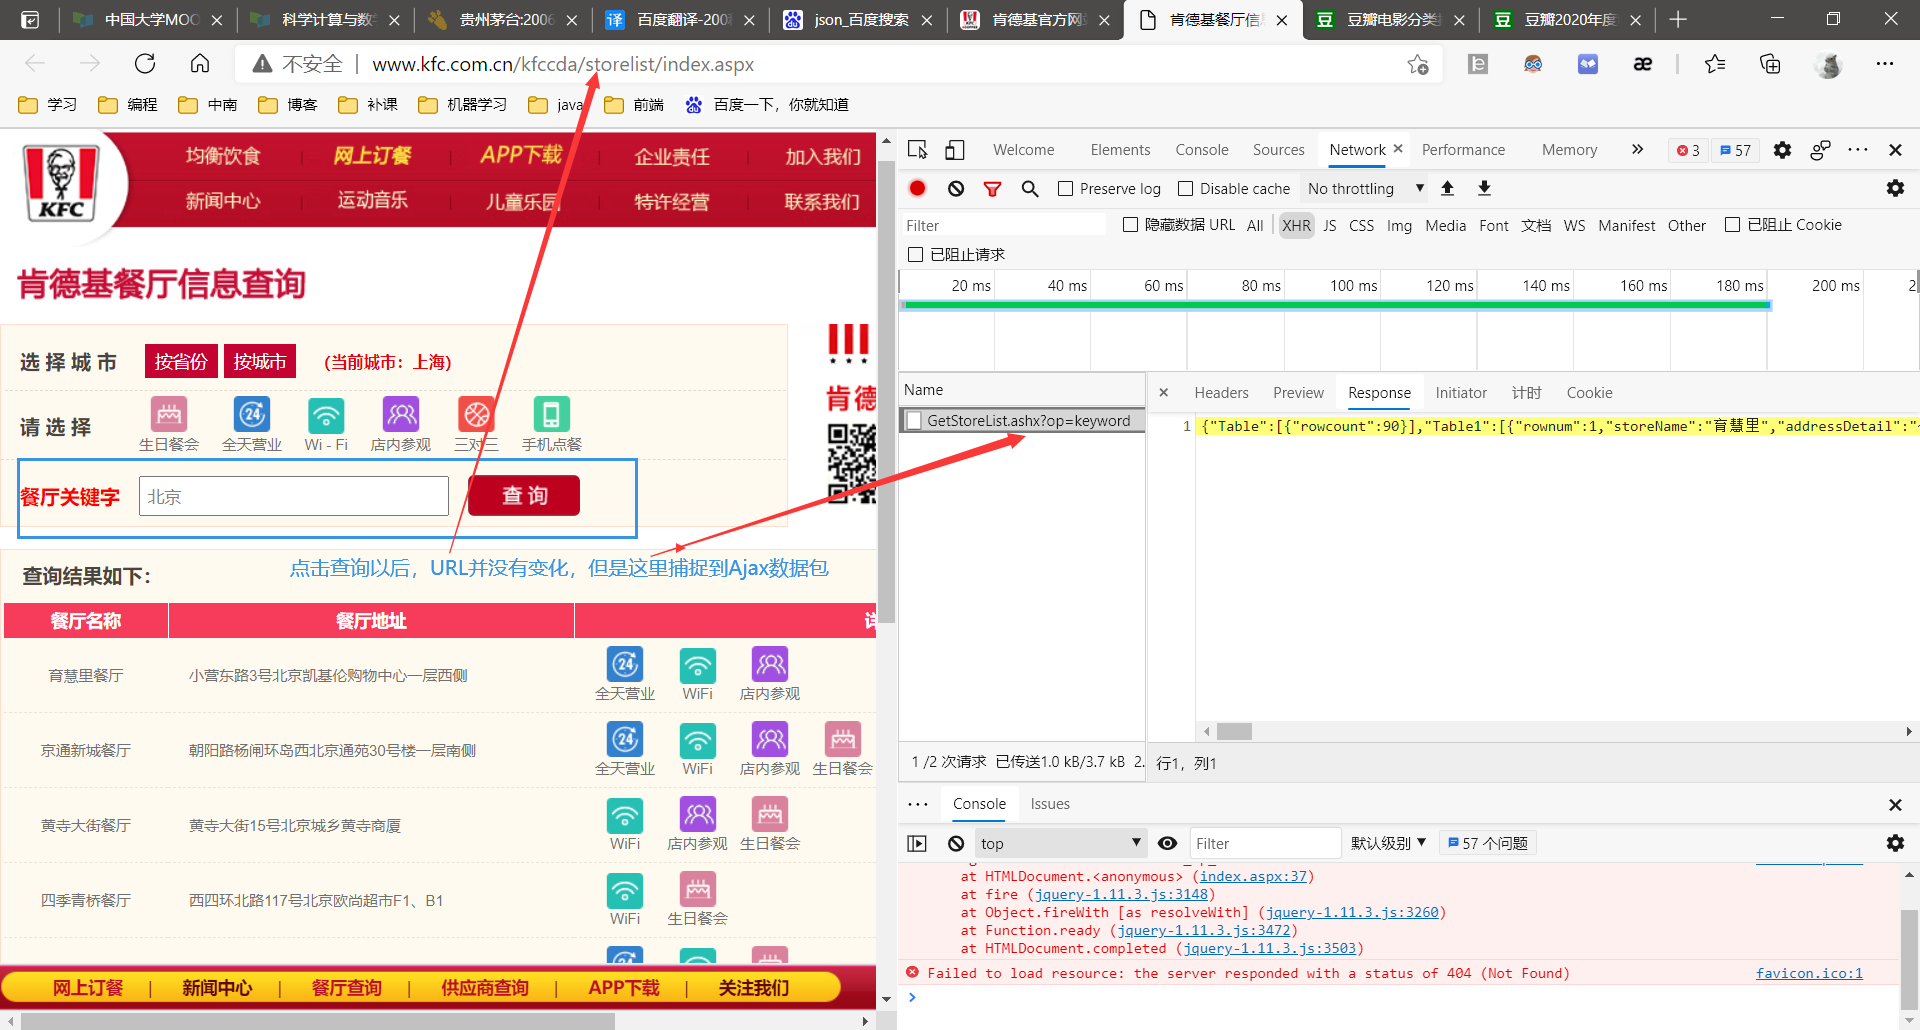 中国大学MOO
科学计算与数
贵州茅台:2006
百度翻译-200
json_百度搜索
肯德基官方网
肯德基餐厅信
豆瓣电影分类
豆瓣2020年度
不安全 | www.kfc.com.cn/kfccda/storelist/index.aspx
学习 编程 中南 博客 补课 机器学习 java 前端 百度一下，你就知道
均衡饮食 网上订餐 APP下载 企业责任 加入我们
新闻中心 运动音乐 儿童乐园 特许经营 联系我们
KFC
肯德基餐厅信息查询
选择城市 按省份 按城市 (当前城市：上海)
肯德
请选择
生日餐会 全天营业 Wi - Fi 店内参观 三对三 手机点餐
餐厅关键字 北京 查 询
点击查询以后，URL并没有变化，但是这里捕捉到Ajax数据包
查询结果如下：
餐厅名称 餐厅地址
育慧里餐厅 小营东路3号北京凯基伦购物中心一层西侧
全天营业 WiFi 店内参观
京通新城餐厅 朝阳路杨闸环岛西北京通苑30号楼一层南侧
全天营业 WiFi 店内参观 生日餐会
黄寺大街餐厅 黄寺大街15号北京城乡黄寺商厦
WiFi 店内参观 生日餐会
四季青桥餐厅 西四环北路117号北京欧尚超市F1、B1
WiFi 生日餐会
网上订餐 | 新闻中心 | 餐厅查询 | 供应商查询 | APP下载 | 关注我们
Welcome Elements Console Sources Network Performance Memory 3 57
Preserve log Disable cache No throttling
Filter 隐藏数据 URL All XHR JS CSS Img Media Font 文档 WS Manifest Other 已阻止 Cookie
已阻止请求
20 ms 40 ms 60 ms 80 ms 100 ms 120 ms 140 ms 160 ms 180 ms 200 ms 2
Name
GetStoreList.ashx?op=keyword
Headers Preview Response Initiator 计时 Cookie
1 {"Table":[{"rowcount":90}],"Table1":[{"rownum":1,"storeName":"育慧里","addressDetail":"
1 /2 次请求 已传送1.0 kB/3.7 kB 2.
行1，列1
Console Issues
top Filter 默认级别 57 个问题
at HTMLDocument.<anonymous> (index.aspx:37)
at fire (jquery-1.11.3.js:3148)
at Object.fireWith [as resolveWith] (jquery-1.11.3.js:3260)
at Function.ready (jquery-1.11.3.js:3472)
at HTMLDocument.completed (jquery-1.11.3.js:3503)
Failed to load resource: the server responded with a status of 404 (Not Found) favicon.ico:1